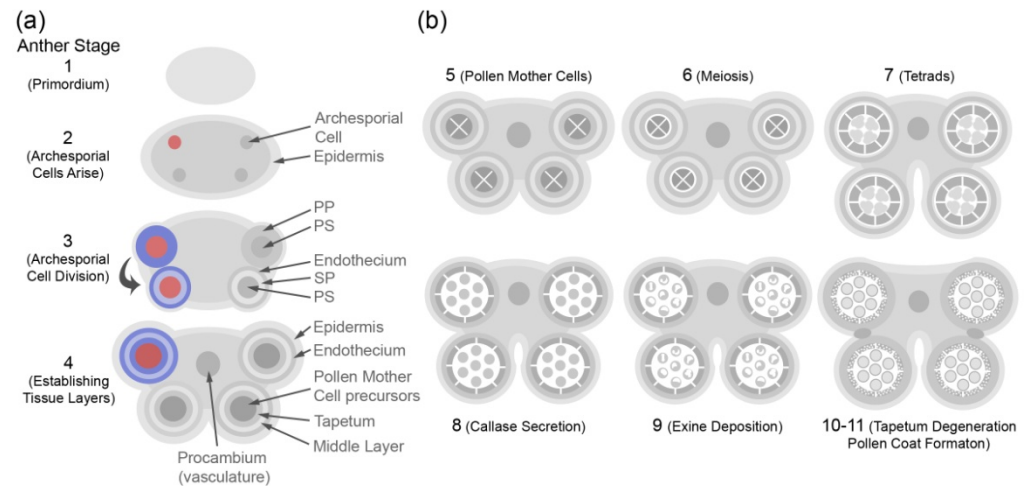 (a)
Anther Stage
1
(Primordium)
2
(Archesporial
Cells Arise)
Archesporial
Cell
Epidermis
3
(Archesporial
Cell Division)
PP
PS
Endothecium
SP
PS
4
(Establishing
Tissue Layers)
Epidermis
Endothecium
Pollen Mother
Cell precursors
Tapetum
Middle Layer
Procambium
(vasculature)
(b)
5 (Pollen Mother Cells)
6 (Meiosis)
7 (Tetrads)
8 (Callase Secretion)
9 (Exine Deposition)
10-11 (Tapetum Degeneration
Pollen Coat Formaton)